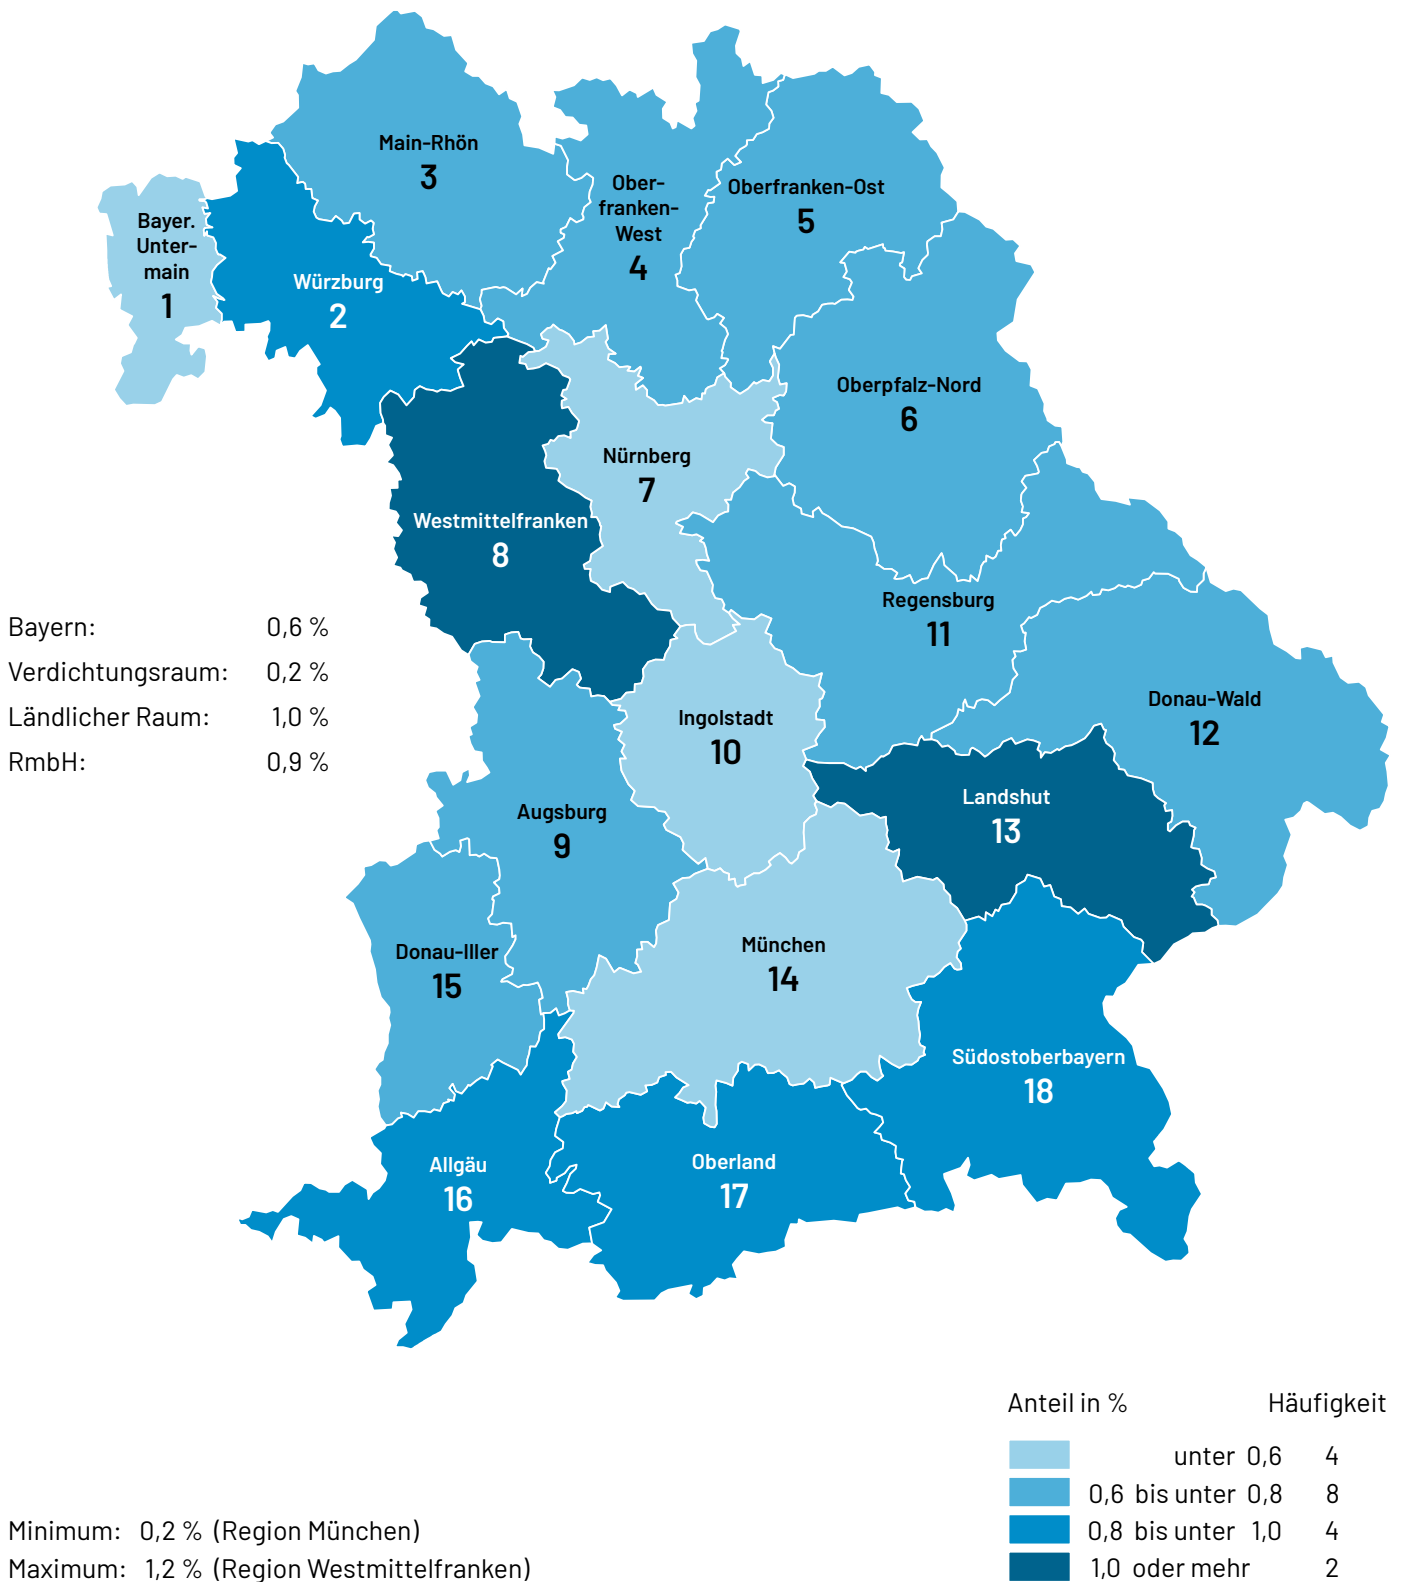 Main-Rhön
3
Ober-
franken-
West
4
Oberfranken-Ost
5
Bayer.
Unter-
main
1
Würzburg
2
Oberpfalz-Nord
6
Nürnberg
7
Westmittelfranken
8
Regensburg
11
Bayern: 0,6 %
Verdichtungsraum: 0,2 %
Ländlicher Raum: 1,0 %
RmbH: 0,9 %
Donau-Wald
12
Ingolstadt
10
Landshut
13
Augsburg
9
München
14
Donau-Iller
15
Südostoberbayern
18
Allgäu
16
Oberland
17
Anteil in % Häufigkeit
unter 0,6 4
0,6 bis unter 0,8 8
0,8 bis unter 1,0 4
1,0 oder mehr 2
Minimum: 0,2 % (Region München)
Maximum: 1,2 % (Region Westmittelfranken)